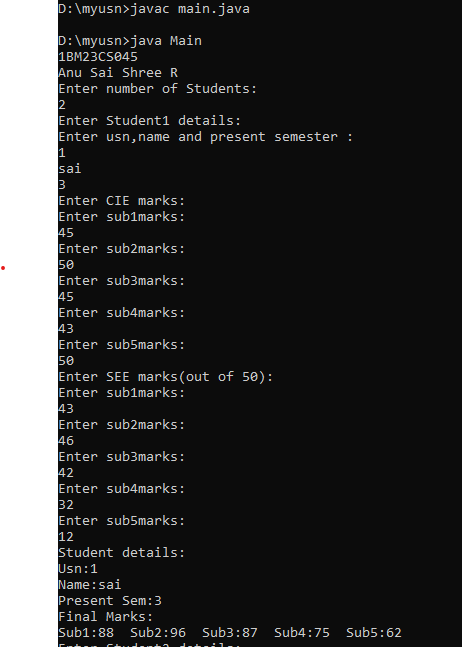 D:\myusn>javac main.java
D:\myusn>java Main
1BM23CS045
Anu Sai Shree R
Enter number of Students:
2
Enter Student1 details:
Enter usn,name and present semester :
1
sai
3
Enter CIE marks:
Enter sub1marks:
45
Enter sub2marks:
50
Enter sub3marks:
45
Enter sub4marks:
43
Enter sub5marks:
50
Enter SEE marks(out of 50):
Enter sub1marks:
43
Enter sub2marks:
46
Enter sub3marks:
42
Enter sub4marks:
32
Enter sub5marks:
12
Student details:
Usn:1
Name:sai
Present Sem:3
Final Marks:
Sub1:88  Sub2:96  Sub3:87  Sub4:75  Sub5:62
Enter Student2 details: